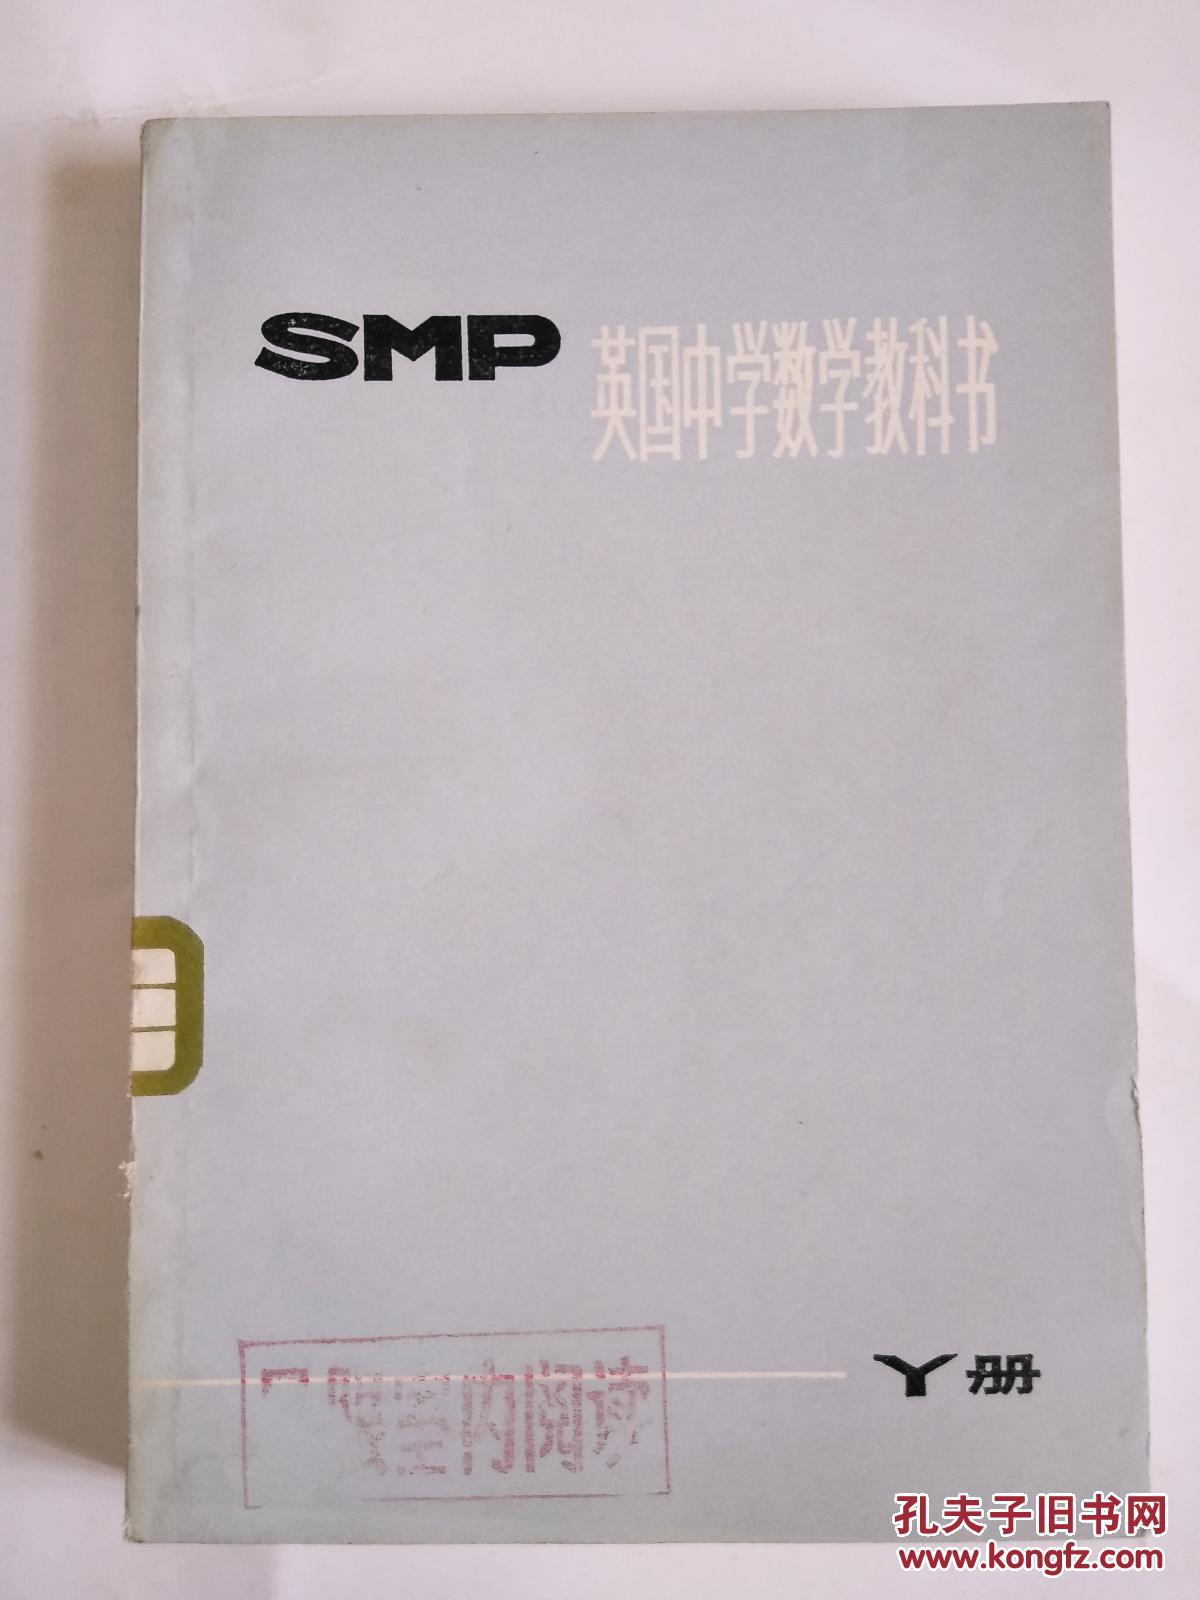 SMP 英国中学数学教科书
室内阅读
Y册
孔夫子旧书网
www.kongfz.com